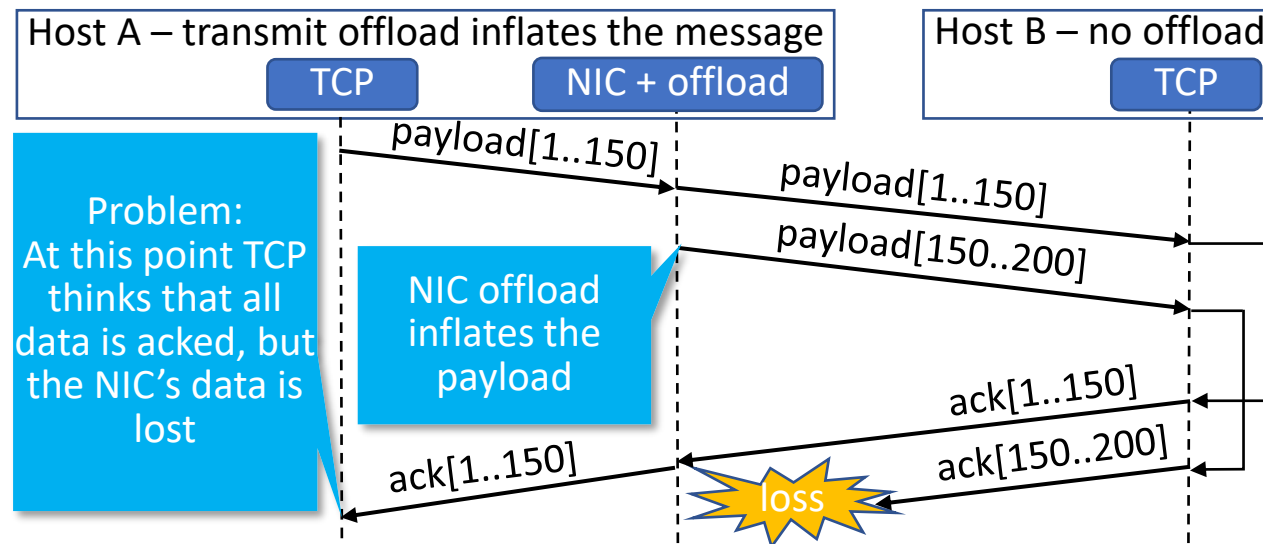 Host A – transmit offload inflates the message
Host B – no offload
TCP
NIC + offload
TCP
payload[1..150]
payload[1..150]
payload[150..200]
Problem:
At this point TCP
thinks that all
data is acked, but
the NIC’s data is
lost
NIC offload
inflates the
payload
ack[1..150]
ack[150..200]
ack[1..150]
loss